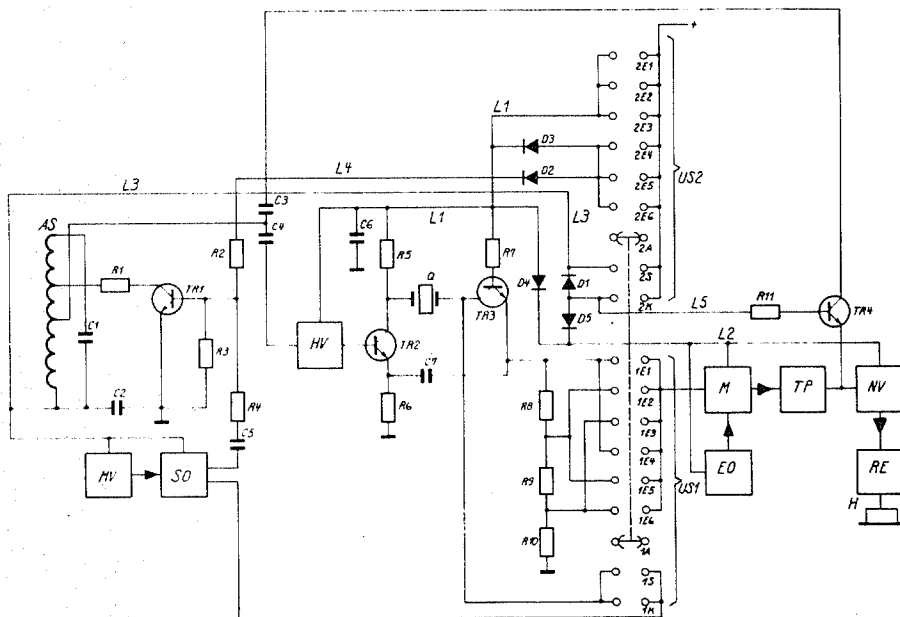 +
2E1
2E2
L1
2E3
D3
2E4
L4
D2
US2
2E5
L3
2E6
AS
C3
L1
L3
C4
C6
2A
R2
R5
R7
2S
R1
Q
D4
D1
2K
TR1
L5
R11
TR3
D5
TR4
C1
HV
TR2
L2
R3
C7
1E1
M
TP
NV
C2
R6
R8
1E2
R4
1E3
C5
1E4
MV
SO
R9
1E5
US1
EO
RE
1E6
H
R10
1A
1S
1K